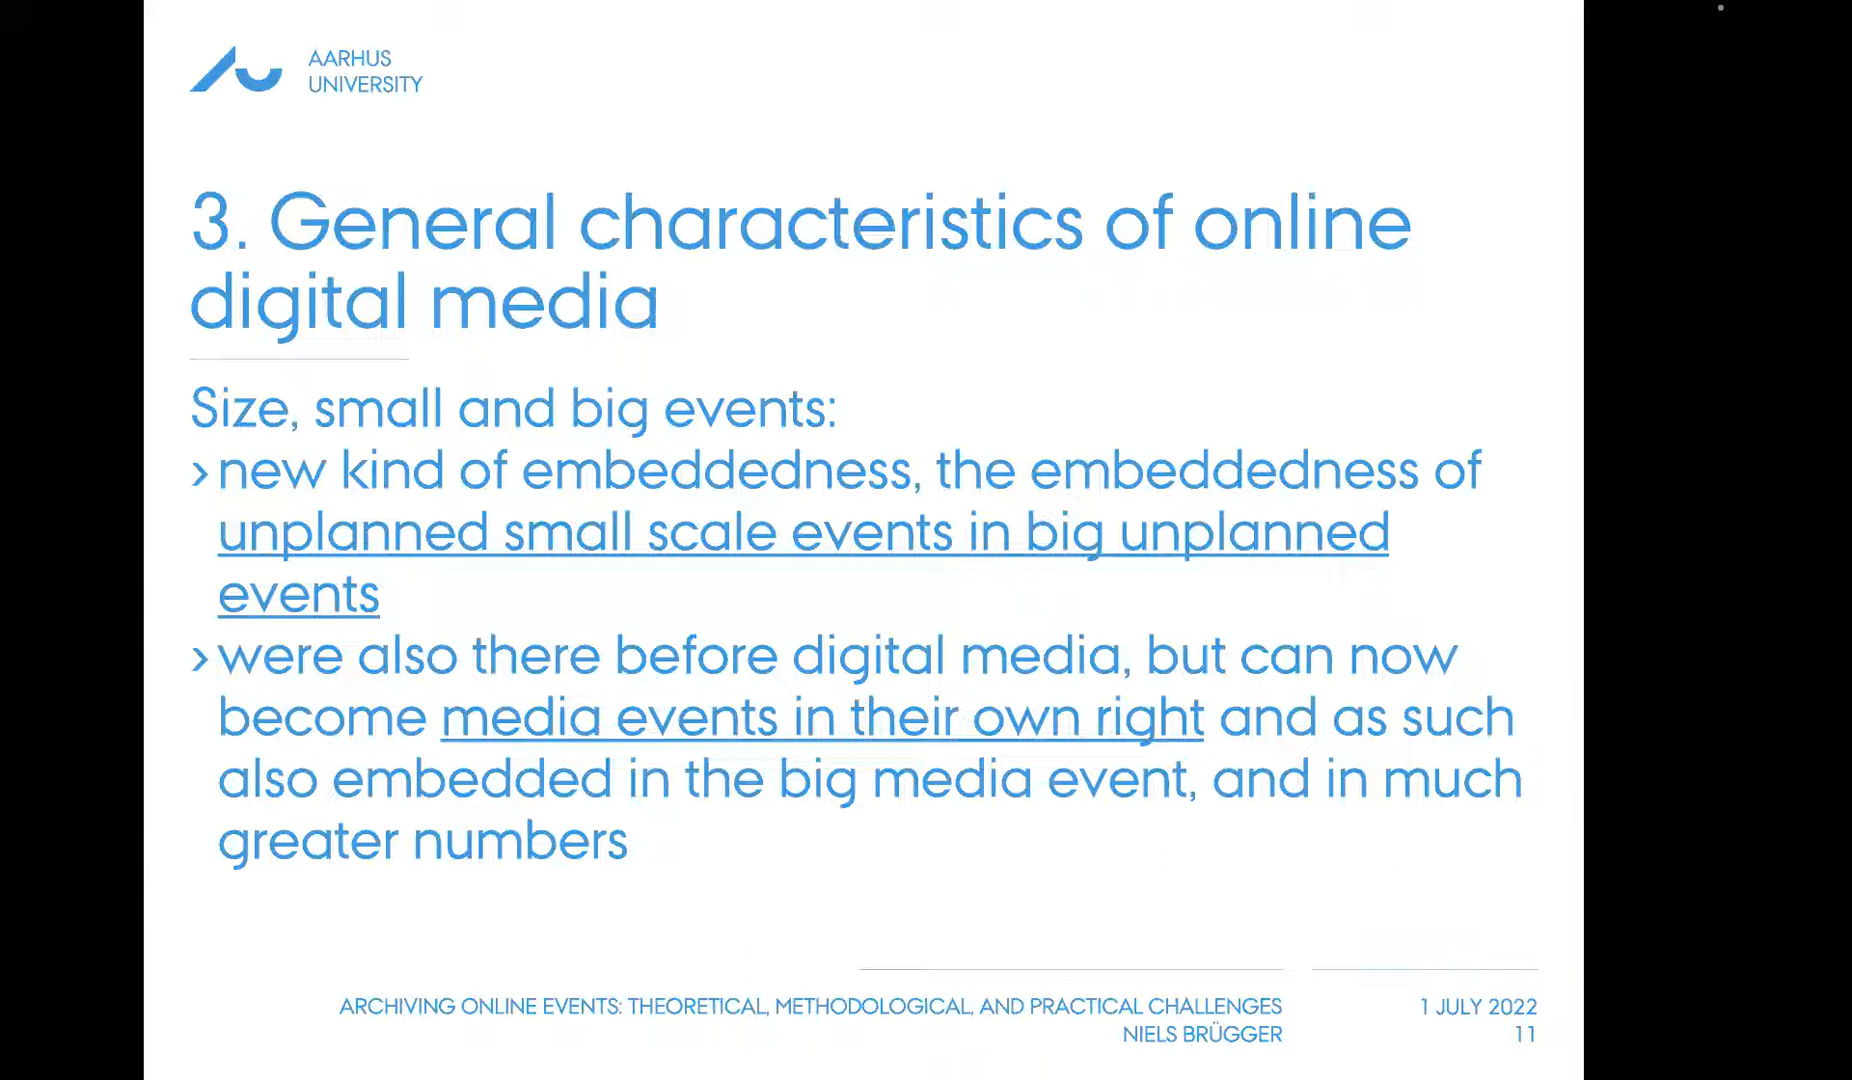 AARHUS
UNIVERSITY
3. General characteristics of online
digital media
Size, small and big events:
› new kind of embeddedness, the embeddedness of
unplanned small scale events in big unplanned
events
› were also there before digital media, but can now
become media events in their own right and as such
also embedded in the big media event, and in much
greater numbers
ARCHIVING ONLINE EVENTS: THEORETICAL, METHODOLOGICAL, AND PRACTICAL CHALLENGES
NIELS BRÜGGER
1 JULY 2022
11